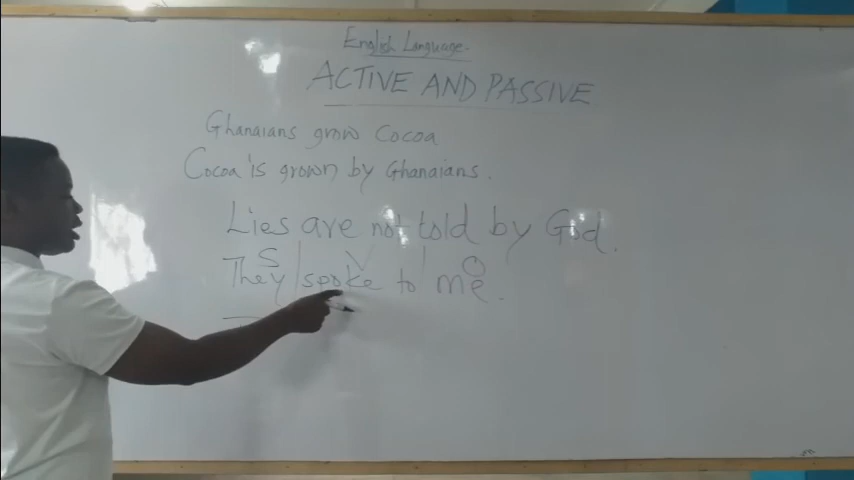 English Language.
ACTIVE AND PASSIVE
Ghanaians grow Cocoa
Cocoa is grown by Ghanaians.
Lies are not told by God.
S V O
They spoke to me.